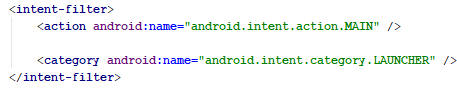 <intent-filter>
<action android:name="android.intent.action.MAIN" />
<category android:name="android.intent.category.LAUNCHER" />
</intent-filter>